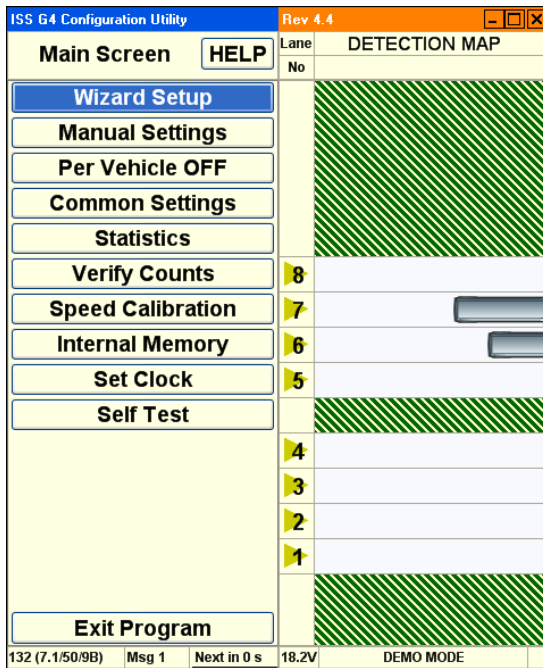 ISS G4 Configuration Utility Rev 4.4
Main Screen HELP Lane No DETECTION MAP
Wizard Setup
Manual Settings
Per Vehicle OFF
Common Settings
Statistics
Verify Counts 8
Speed Calibration 7
Internal Memory 6
Set Clock 5
Self Test
4
3
2
1
Exit Program
132 (7.1/50/9B) Msg 1 Next in 0 s 18.2V DEMO MODE